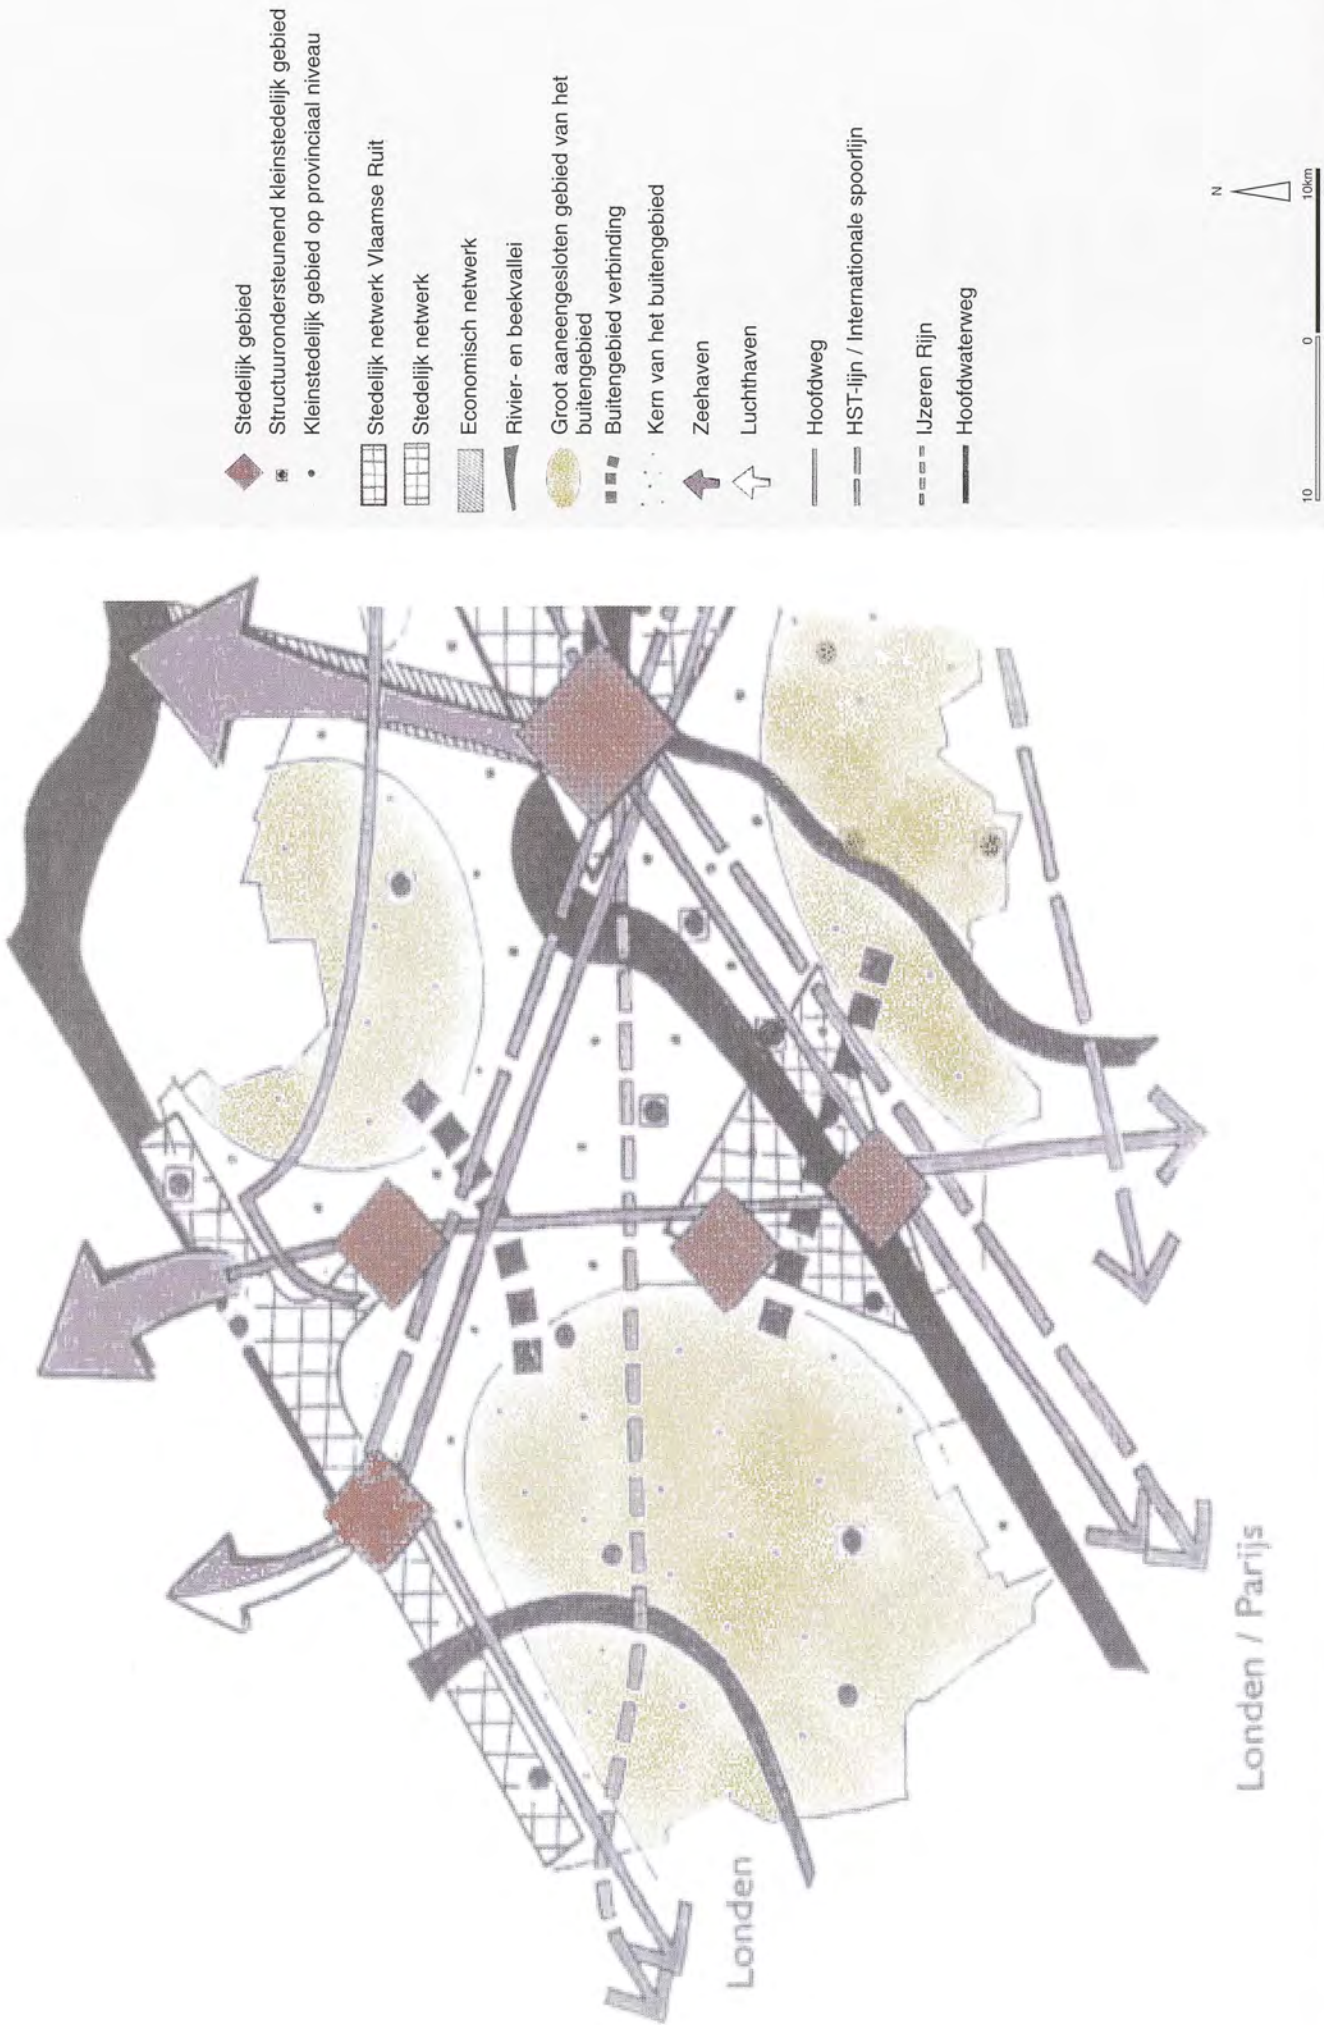 Stedelijk gebied
Structuurondersteunend kleinstedelijk gebied
Kleinstedelijk gebied op provinciaal niveau
Stedelijk netwerk Vlaamse Ruit
Stedelijk netwerk
Economisch netwerk
Rivier- en beekvallei
Groot aaneengesloten gebied van het
buitengebied
Buitengebied verbinding
Kern van het buitengebied
Zeehaven
Luchthaven
Hoofdweg
HST-lijn / Internationale spoorlijn
IJzeren Rijn
Hoofdwaterweg
N
10 0 10km
Londen
Londen / Parijs